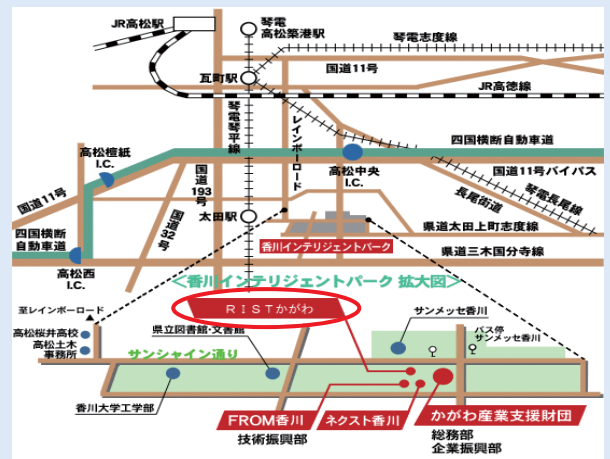 JR高松駅
琴電
高松築港駅
琴電志度線
国道11号
瓦町駅
JR高徳線
琴電琴平線
レインボーロード
四国横断自動車道
高松檀紙
I.C.
高松中央
I.C.
国道11号バイパス
国道11号
国道193号
国道32号
長尾街道
琴電長尾線
太田駅
県道太田上町志度線
四国横断
自動車道
香川インテリジェントパーク
県道三木国分寺線
高松西
I.C.
<香川インテリジェントパーク 拡大図>
至レインボーロード
RISTかがわ
サンメッセ香川
高松桜井高校
高松土木
事務所
県立図書館・文書館
バス停
サンメッセ香川
サンシャイン通り
香川大学工学部
FROM香川
技術振興部
ネクスト香川
かがわ産業支援財団
総務部
企業振興部